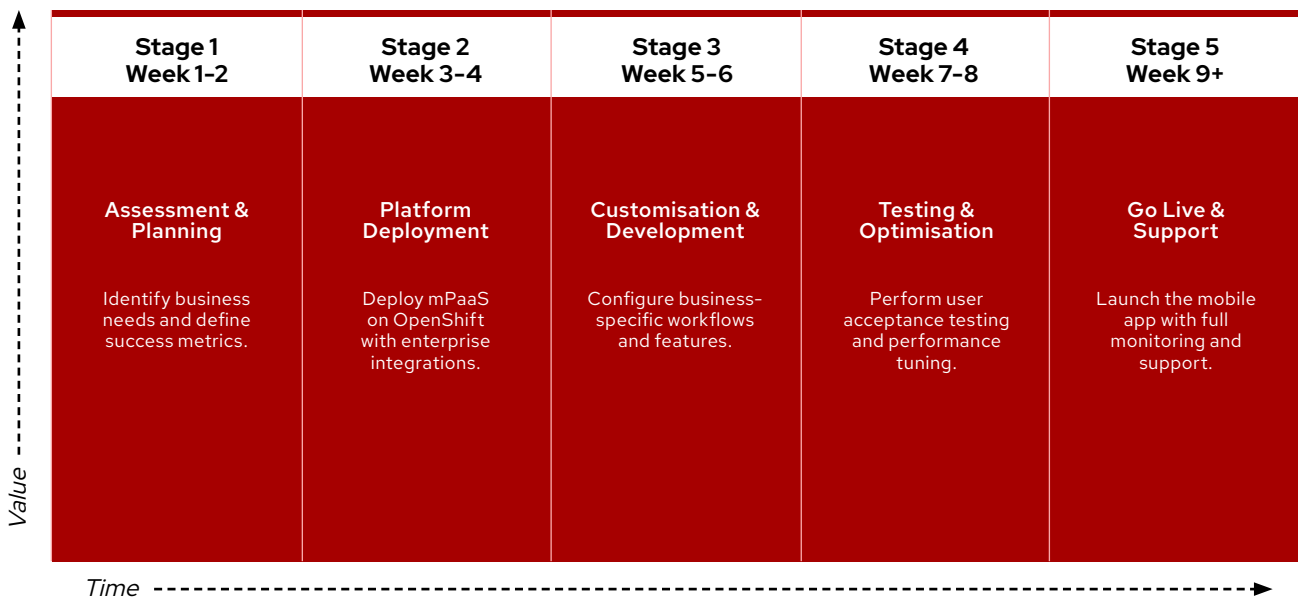 Stage 1
Week 1-2
Stage 2
Week 3-4
Stage 3
Week 5-6
Stage 4
Week 7-8
Stage 5
Week 9+
Assessment &
Planning
Platform
Deployment
Customisation &
Development
Testing &
Optimisation
Go Live &
Support
Identify business
needs and define
success metrics.
Deploy mPaaS
on OpenShift
with enterprise
integrations.
Configure business-
specific workflows
and features.
Perform user
acceptance testing
and performance
tuning.
Launch the mobile
app with full
monitoring and
support.
Value
Time